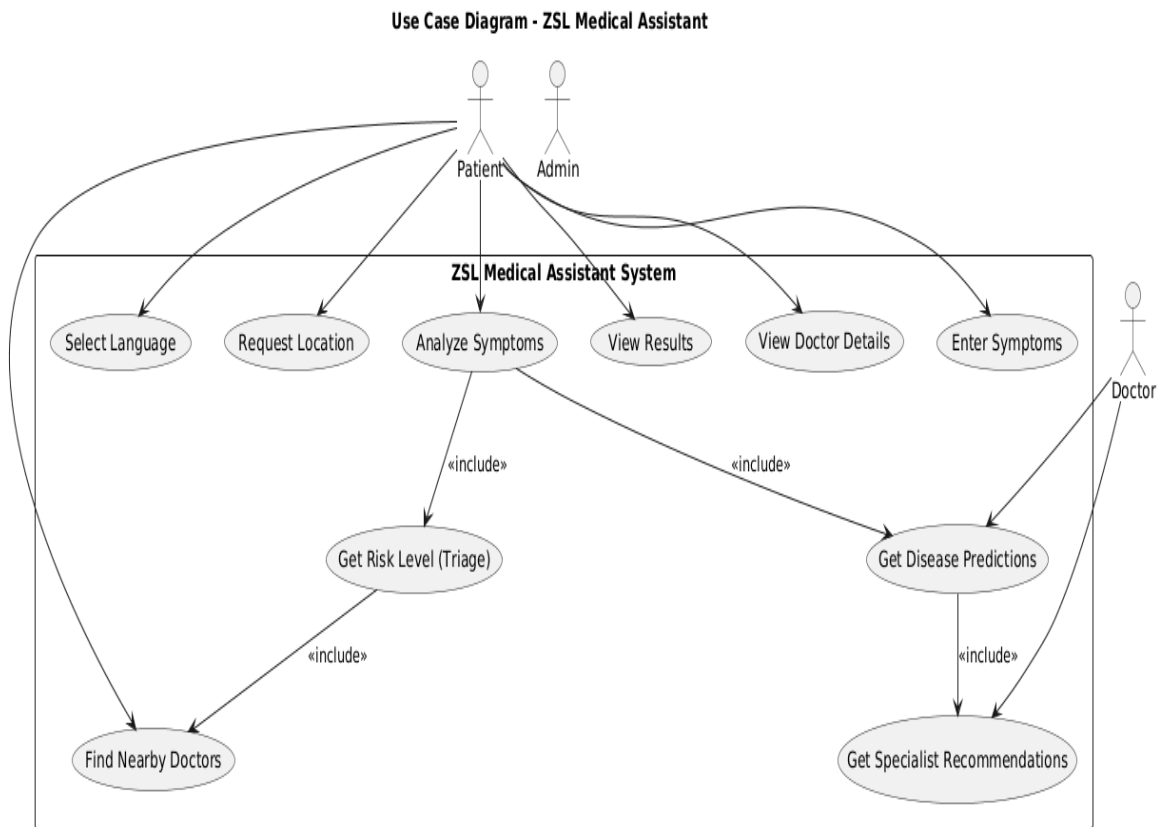 Use Case Diagram - ZSL Medical Assistant
Patient
Admin
ZSL Medical Assistant System
Select Language
Request Location
Analyze Symptoms
View Results
View Doctor Details
Enter Symptoms
Doctor
«include»
«include»
Get Risk Level (Triage)
Get Disease Predictions
«include»
«include»
Find Nearby Doctors
Get Specialist Recommendations